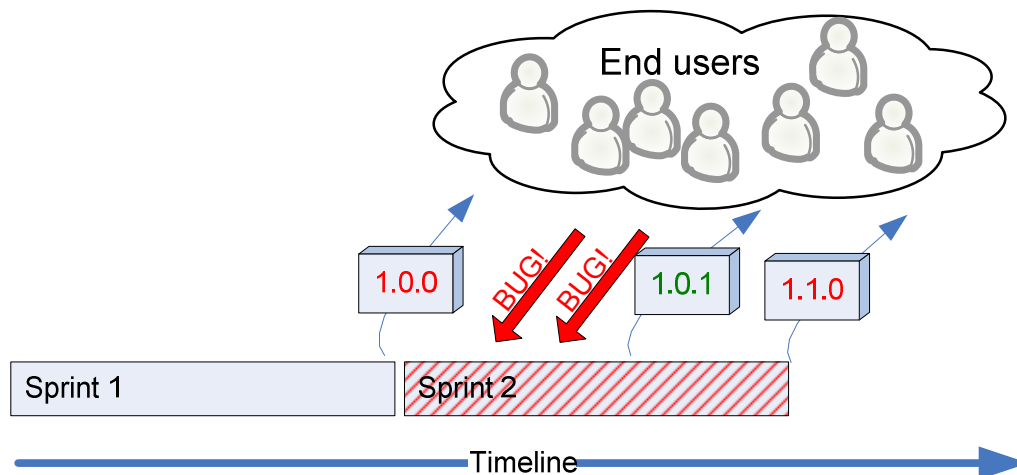 End users
1.0.0
BUG!
BUG!
1.0.1
1.1.0
Sprint 1
Sprint 2
Timeline